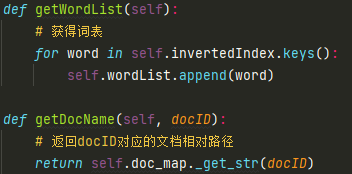 def getWordList(self):
    # 获得词表
    for word in self.invertedIndex.keys():
        self.wordList.append(word)

def getDocName(self, docID):
    # 返回docID对应的文档相对路径
    return self.doc_map._get_str(docID)